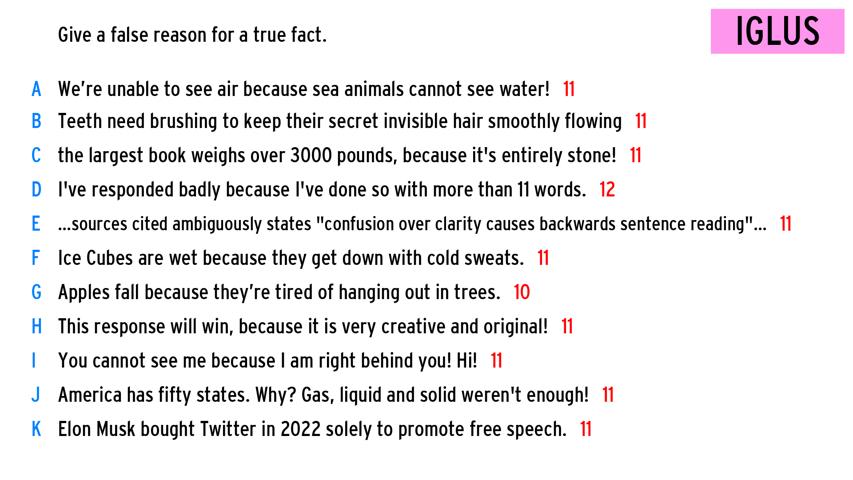 Give a false reason for a true fact.
IGLUS
A We're unable to see air because sea animals cannot see water! 11
B Teeth need brushing to keep their secret invisible hair smoothly flowing 11
C the largest book weighs over 3000 pounds, because it's entirely stone! 11
D I've responded badly because I've done so with more than 11 words. 12
E ...sources cited ambiguously states "confusion over clarity causes backwards sentence reading"... 11
F Ice Cubes are wet because they get down with cold sweats. 11
G Apples fall because they're tired of hanging out in trees. 10
H This response will win, because it is very creative and original! 11
I You cannot see me because I am right behind you! Hi! 11
J America has fifty states. Why? Gas, liquid and solid weren't enough! 11
K Elon Musk bought Twitter in 2022 solely to promote free speech. 11